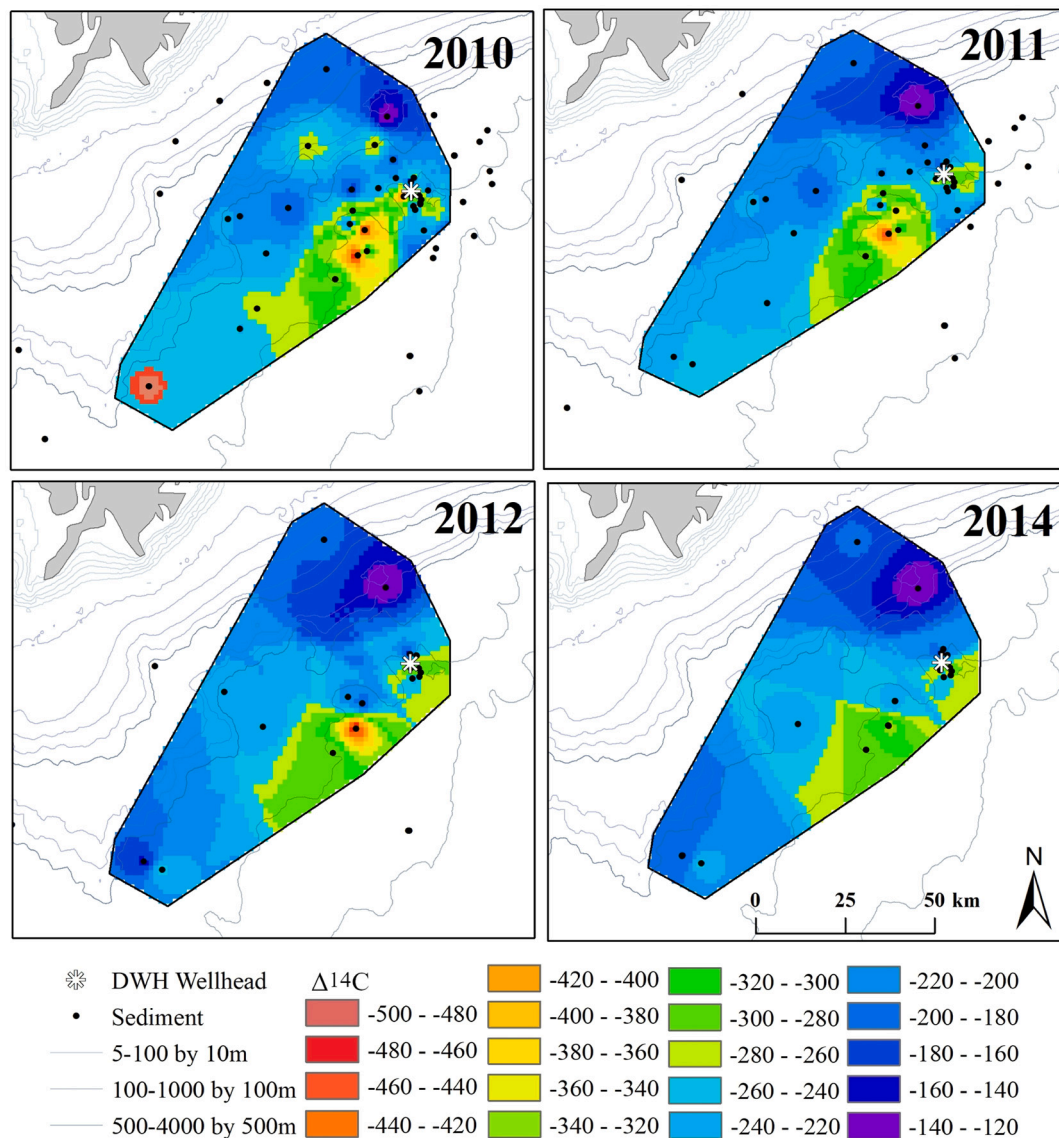 2010
2011
2012
2014
N
0 25 50 km
DWH Wellhead
Sediment
5-100 by 10m
100-1000 by 100m
500-4000 by 500m
Δ14C
-500 - -480
-480 - -460
-460 - -440
-440 - -420
-420 - -400
-400 - -380
-380 - -360
-360 - -340
-340 - -320
-320 - -300
-300 - -280
-280 - -260
-260 - -240
-240 - -220
-220 - -200
-200 - -180
-180 - -160
-160 - -140
-140 - -120